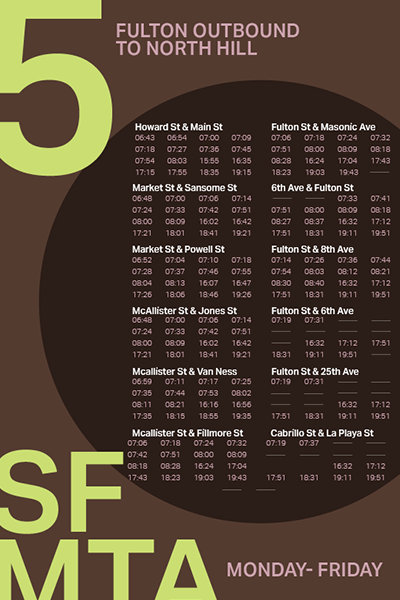 5
FULTON OUTBOUND
TO NORTH HILL
Howard St & Main St
06:43 06:54 07:00 07:09
07:18 07:27 07:36 07:45
07:54 08:03 15:55 16:35
17:15 17:55 18:35 19:15
Fulton St & Masonic Ave
07:06 07:18 07:24 07:32
07:51 08:00 08:09 08:18
08:28 16:24 17:04 17:43
18:23 19:03 19:43
Market St & Sansome St
06:48 07:00 07:06 07:14
07:24 07:33 07:42 07:51
08:00 08:09 16:02 16:42
17:21 18:01 18:41 19:21
6th Ave & Fulton St
07:33 07:41
07:51 08:00 08:09 08:18
08:27 08:37 16:32 17:12
17:51 18:31 19:11 19:51
Market St & Powell St
06:52 07:04 07:10 07:18
07:28 07:37 07:46 07:55
08:04 08:13 16:07 16:47
17:26 18:06 18:46 19:26
Fulton St & 8th Ave
07:14 07:26 07:36 07:44
07:54 08:03 08:12 08:21
08:30 08:40 16:32 17:12
17:51 18:31 19:11 19:51
McAllister St & Jones St
06:48 07:00 07:06 07:14
07:24 07:33 07:42 07:51
08:00 08:09 16:02 16:42
17:21 18:01 18:41 19:21
Fulton St & 6th Ave
07:19 07:31
16:32 17:12 17:51
18:31 19:11 19:51
Mcallister St & Van Ness
06:59 07:11 07:17 07:25
07:35 07:44 07:53 08:02
08:11 08:21 16:16 16:56
17:35 18:15 18:55 19:35
Fulton St & 25th Ave
07:19 07:31
16:32 17:12
17:51 18:31 19:11 19:51
Mcallister St & Fillmore St
07:06 07:18 07:24 07:32
07:42 07:51 08:00 08:09
08:18 08:28 16:24 17:04
17:43 18:23 19:03 19:43
Cabrillo St & La Playa St
07:19 07:37
16:32 17:12
17:51 18:31 19:11 19:51
SF
MTA
MONDAY- FRIDAY